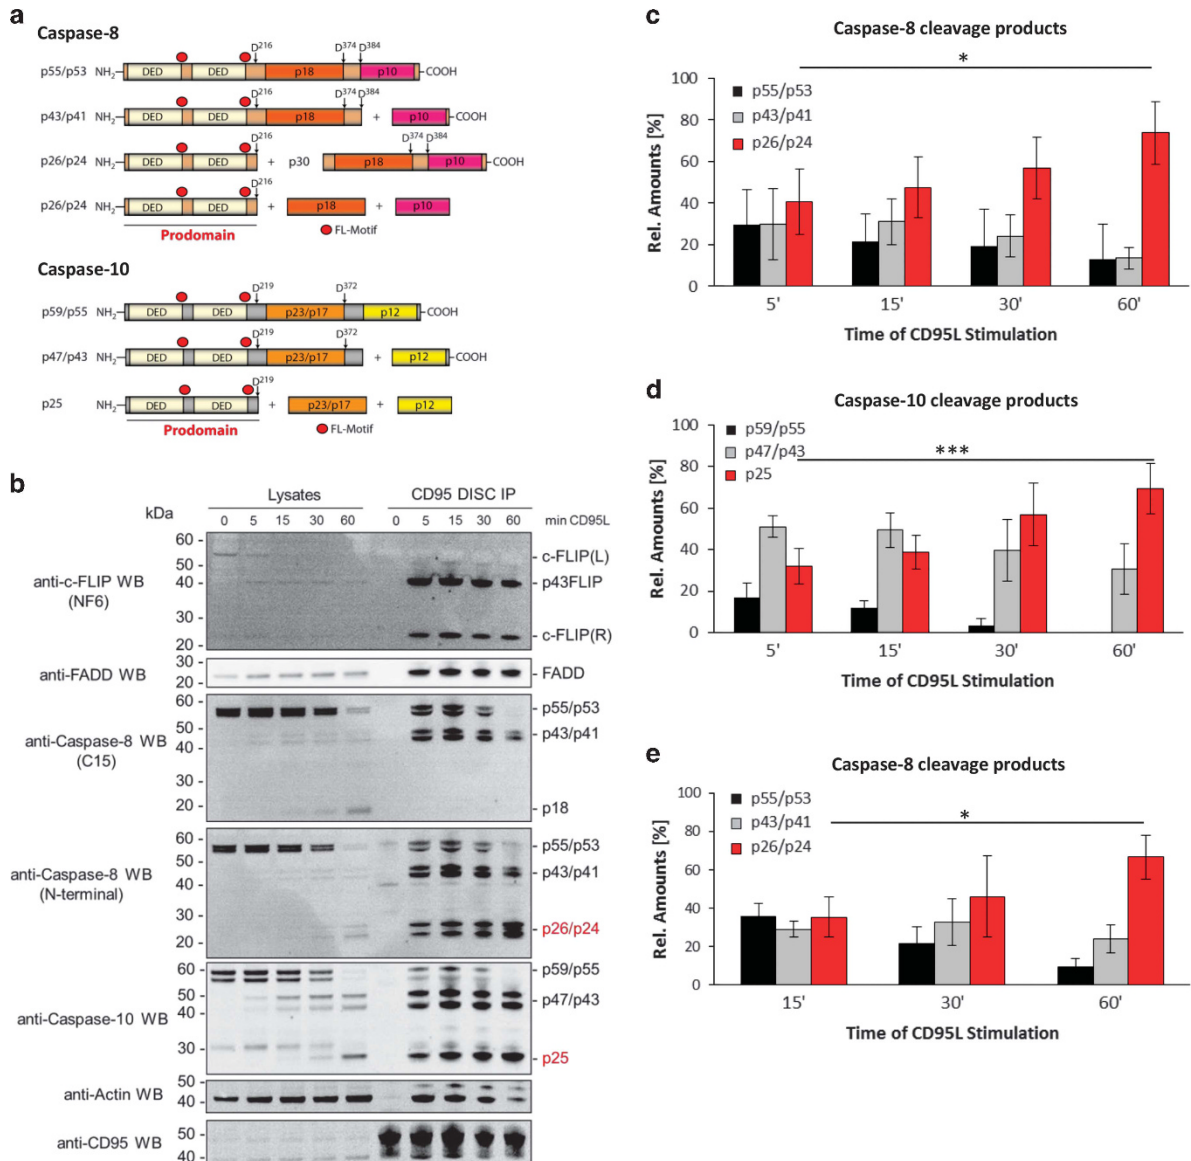 a
Caspase-8
D216 D374 D384
p55/p53 NH2 DED DED p18 p10 COOH
D216 D374 D384
p43/p41 NH2 DED DED p18 + p10 COOH
D216 D374 D384
p26/p24 NH2 DED DED + p30 p18 p10 COOH
D216
p26/p24 NH2 DED DED + p18 + p10
Prodomain FL-Motif
Caspase-10
D219 D372
p59/p55 NH2 DED DED p23/p17 p12 COOH
D219 D372
p47/p43 NH2 DED DED p23/p17 + p12 COOH
D219
p25 NH2 DED DED + p23/p17 + p12
Prodomain FL-Motif
b
Lysates CD95 DISC IP
kDa 0 5 15 30 60 0 5 15 30 60 min CD95L
anti-c-FLIP WB
(NF6)
60
50
40
30
20
c-FLIP(L)
p43FLIP
c-FLIP(R)
anti-FADD WB
30
20
FADD
anti-Caspase-8 WB
(C15)
60
50
40
30
20
p55/p53
p43/p41
p18
anti-Caspase-8 WB
(N-terminal)
60
50
40
30
20
p55/p53
p43/p41
p26/p24
anti-Caspase-10 WB
60
50
40
30
p59/p55
p47/p43
p25
anti-Actin WB
50
40
anti-CD95 WB
50
40
c
Caspase-8 cleavage products
*
p55/p53
p43/p41
p26/p24
Rel. Amounts [%]
100
80
60
40
20
0
5' 15' 30' 60'
Time of CD95L Stimulation
d
Caspase-10 cleavage products
***
p59/p55
p47/p43
p25
Rel. Amounts [%]
100
80
60
40
20
0
5' 15' 30' 60'
Time of CD95L Stimulation
e
Caspase-8 cleavage products
*
p55/p53
p43/p41
p26/p24
Rel. Amounts [%]
100
80
60
40
20
0
15' 30' 60'
Time of CD95L Stimulation